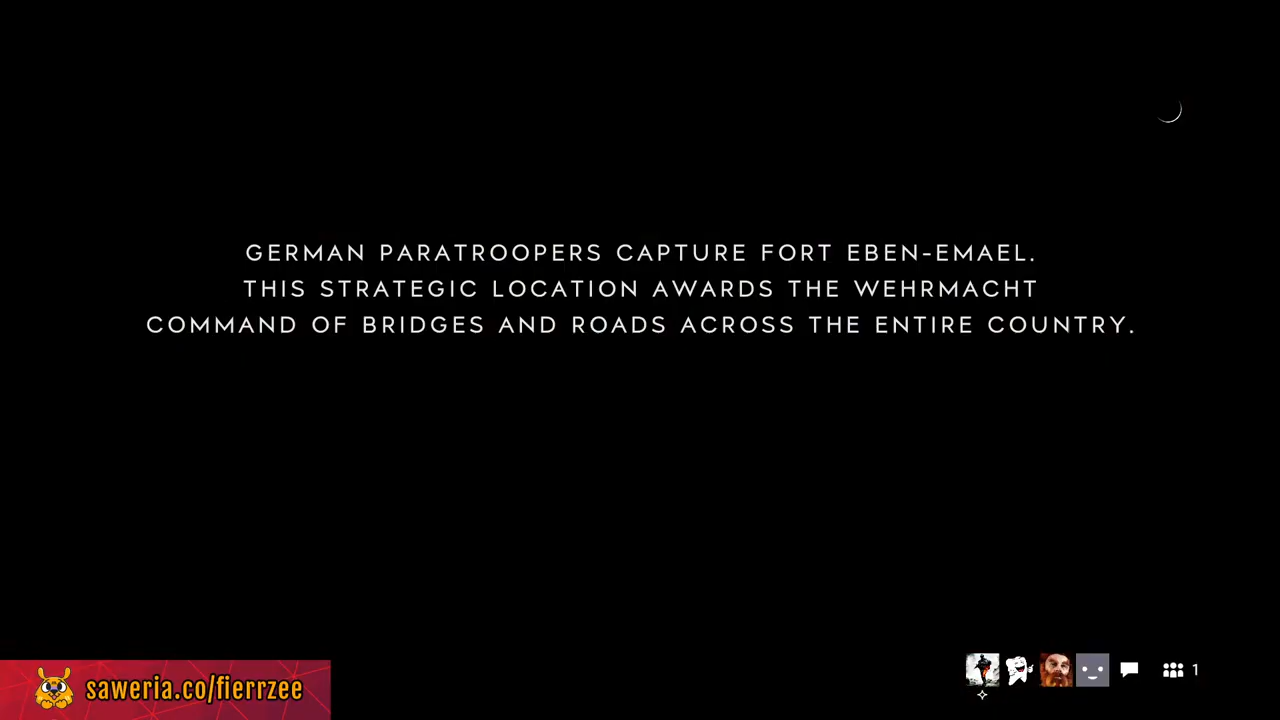 GERMAN PARATROOPERS CAPTURE FORT EBEN-EMAEL.
THIS STRATEGIC LOCATION AWARDS THE WEHRMACHT
COMMAND OF BRIDGES AND ROADS ACROSS THE ENTIRE COUNTRY.
saweria.co/fierrzee
1